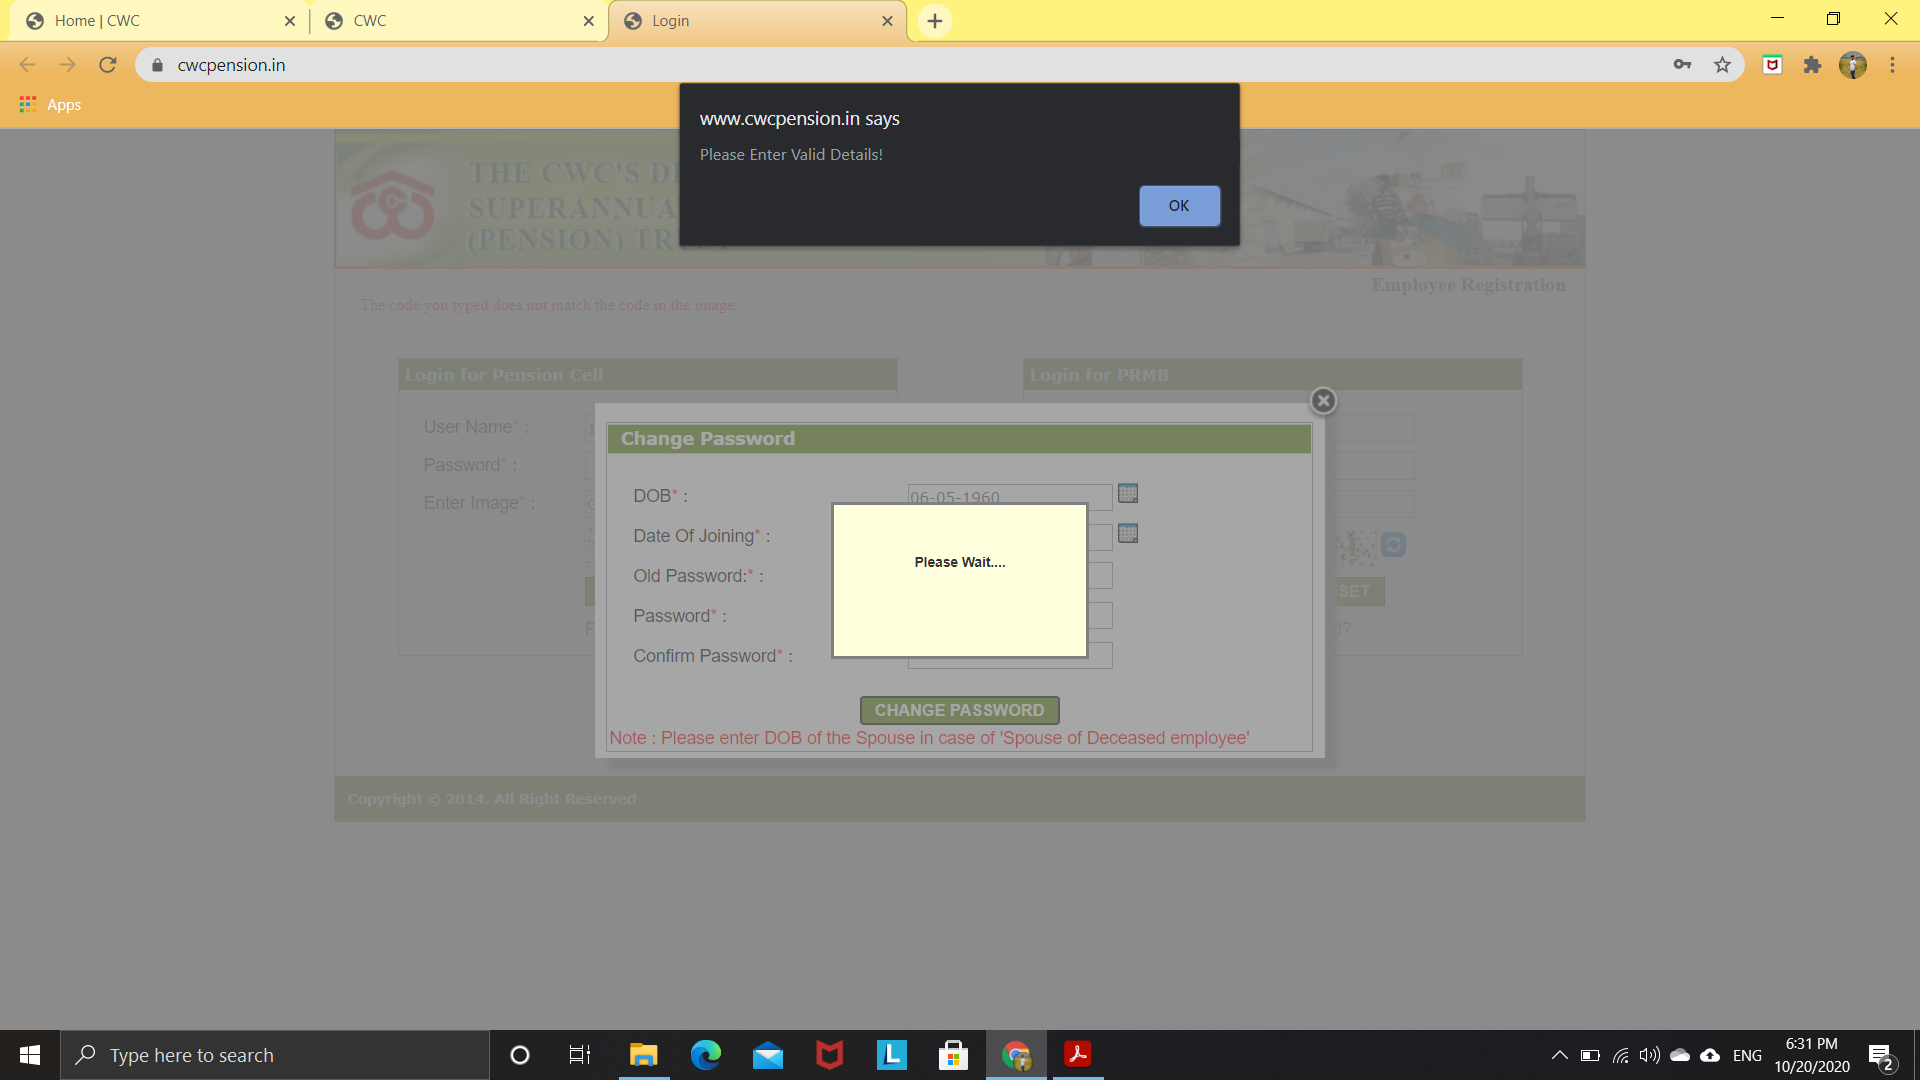 Home | CWC
CWC
Login
cwcpension.in
Apps
www.cwcpension.in says
Please Enter Valid Details!
OK
THE CWC'S
SUPERANNUA
(PENSION)
Employee Registration
The code you typed does not match the code in the image.
Login for Pension Cell
Login for PRMB
User Name* :
Password* :
Enter Image* :
Change Password
DOB* :
06-05-1960
Date Of Joining* :
Old Password:* :
Password* :
Confirm Password* :
Please Wait....
SET
d?
CHANGE PASSWORD
Note : Please enter DOB of the Spouse in case of 'Spouse of Deceased employee'
Copyright © 2014. All Right Reserved
Type here to search
L
ENG
6:31 PM
10/20/2020
2